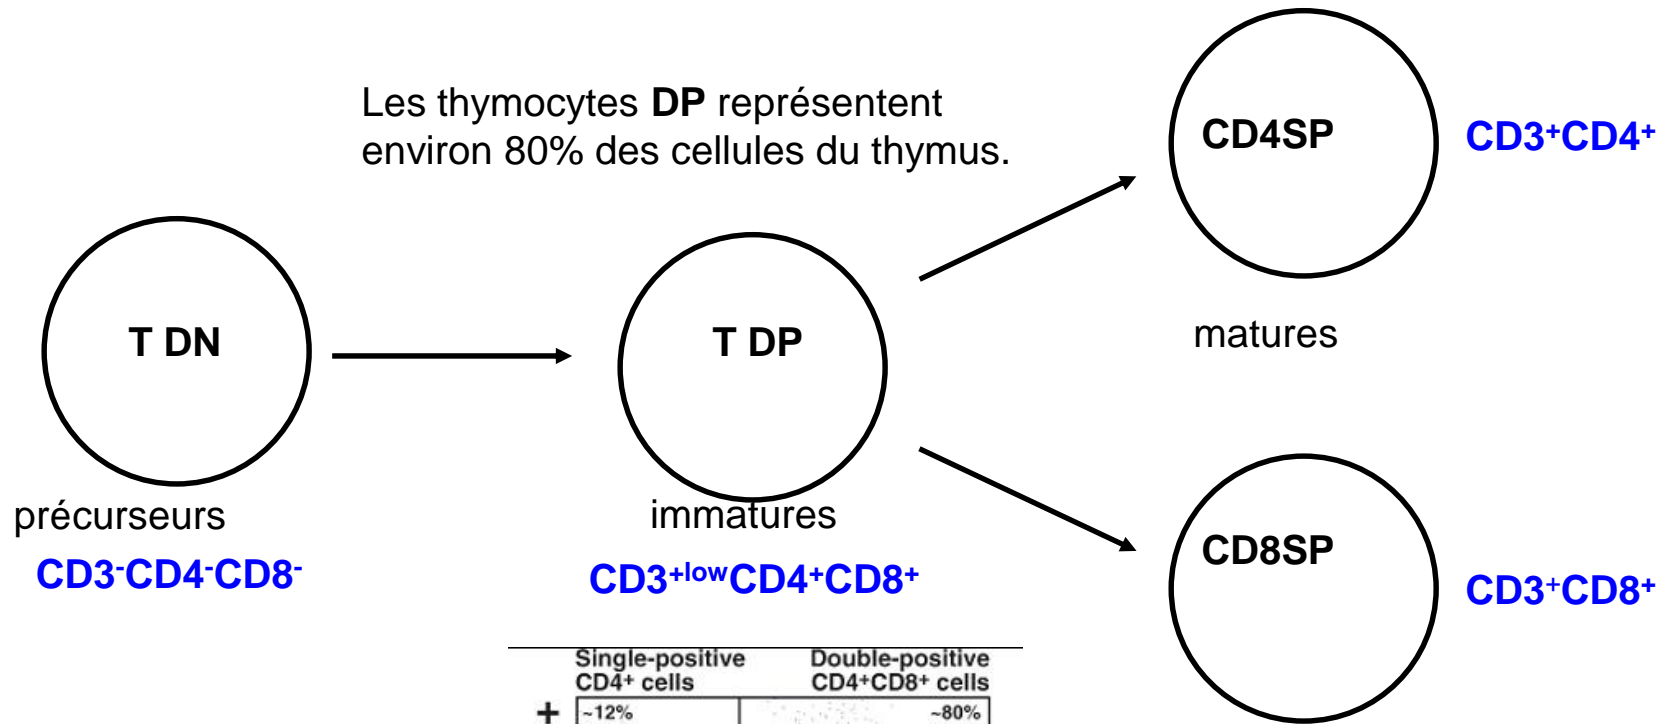 Les thymocytes DP représentent
environ 80% des cellules du thymus.
CD4SP
CD3⁺CD4⁺
T DN
T DP
matures
précurseurs
CD3⁻CD4⁻CD8⁻
immatures
CD3⁺ˡᵒʷCD4⁺CD8⁺
CD8SP
CD3⁺CD8⁺
Single-positive
CD4⁺ cells
Double-positive
CD4⁺CD8⁺ cells
+
~12%
~80%